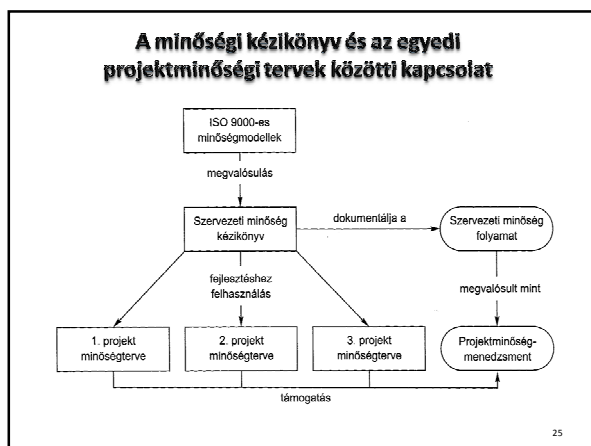 A minőségi kézikönyv és az egyedi
projektminőségi tervek közötti kapcsolat
ISO 9000-es
minőségmodellek
megvalósulás
Szervezeti minőség
kézikönyv
dokumentálja a
Szervezeti minőség
folyamat
fejlesztéshez
felhasználás
megvalósult mint
1. projekt
minőségterve
2. projekt
minőségterve
3. projekt
minőségterve
Projektminőség-
menedzsment
támogatás
25